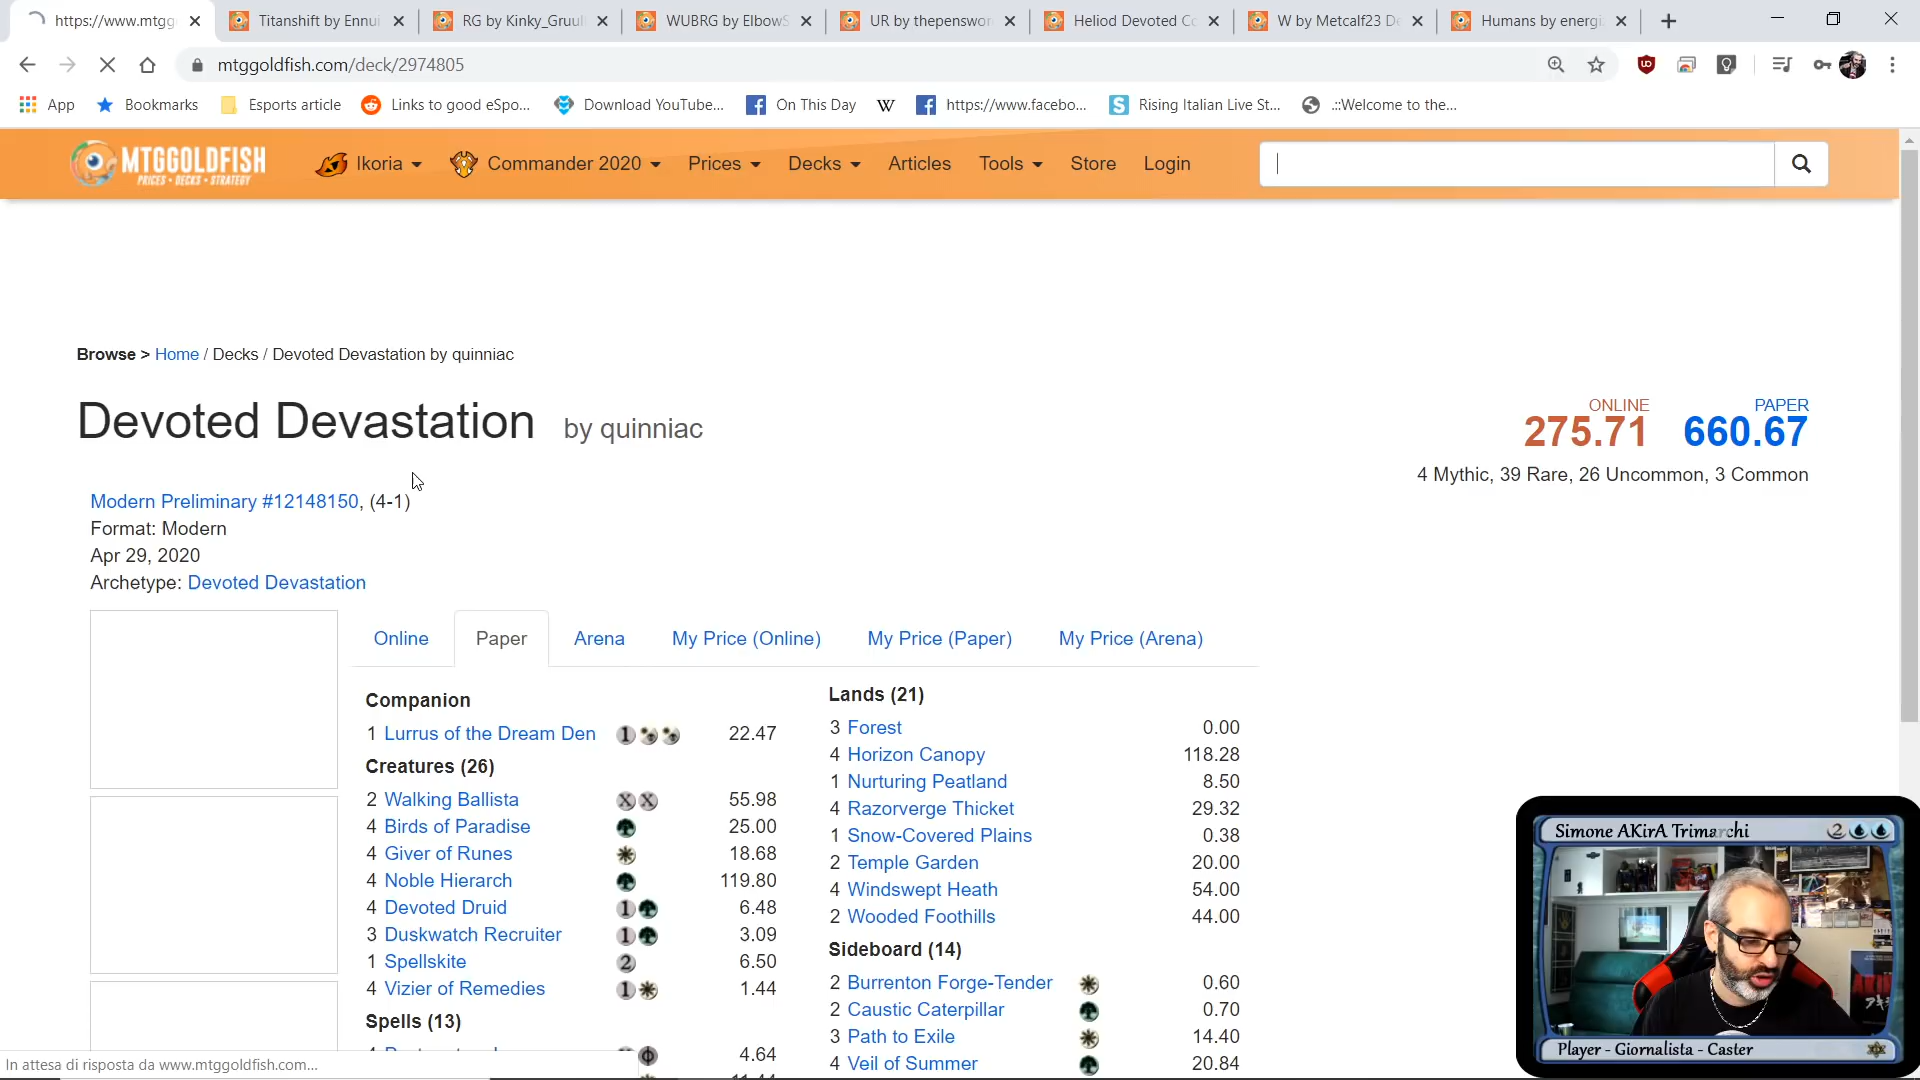 https://www.mtgg
Titanshift by Ennui
RG by Kinky_Gruul
WUBRG by ElbowS
UR by thepenswor
Heliod Devoted Co
W by Metcalf23 De
Humans by energi
mtggoldfish.com/deck/2974805
App
Bookmarks
Esports article
Links to good eSpo...
Download YouTube...
On This Day
W
https://www.facebo...
Rising Italian Live St...
.::Welcome to the...
MTGGOLDFISH
PRICES • DECKS • STRATEGY
Ikoria
Commander 2020
Prices
Decks
Articles
Tools
Store
Login
Browse > Home / Decks / Devoted Devastation by quinniac
Devoted Devastation by quinniac
ONLINE
275.71
PAPER
660.67
4 Mythic, 39 Rare, 26 Uncommon, 3 Common
Modern Preliminary #12148150, (4-1)
Format: Modern
Apr 29, 2020
Archetype: Devoted Devastation
Online
Paper
Arena
My Price (Online)
My Price (Paper)
My Price (Arena)
Companion
1 Lurrus of the Dream Den 1 22.47
Creatures (26)
2 Walking Ballista X X 55.98
4 Birds of Paradise 25.00
4 Giver of Runes 18.68
4 Noble Hierarch 119.80
4 Devoted Druid 1 6.48
3 Duskwatch Recruiter 1 3.09
1 Spellskite 2 6.50
4 Vizier of Remedies 1 1.44
Spells (13)
4.64
Lands (21)
3 Forest 0.00
4 Horizon Canopy 118.28
1 Nurturing Peatland 8.50
4 Razorverge Thicket 29.32
1 Snow-Covered Plains 0.38
2 Temple Garden 20.00
4 Windswept Heath 54.00
2 Wooded Foothills 44.00
Sideboard (14)
2 Burrenton Forge-Tender 0.60
2 Caustic Caterpillar 0.70
3 Path to Exile 14.40
4 Veil of Summer 20.84
In attesa di risposta da www.mtggoldfish.com...
Simone AKirA Trimarchi 2
Player - Giornalista - Caster